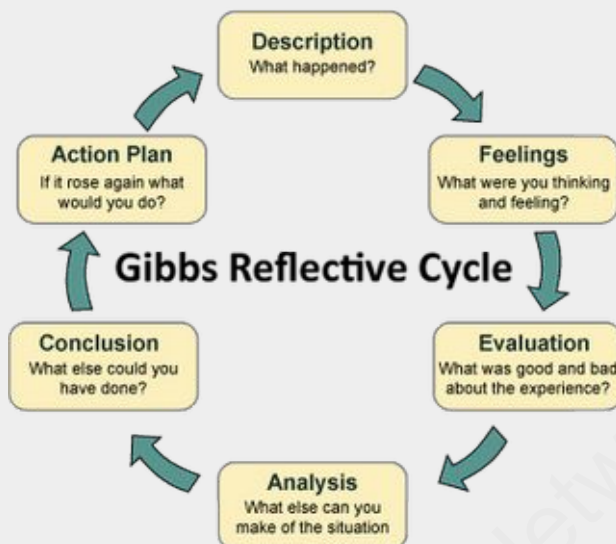 Description
What happened?
Feelings
What were you thinking
and feeling?
Evaluation
What was good and bad
about the experience?
Analysis
What else can you
make of the situation
Conclusion
What else could you
have done?
Action Plan
If it rose again what
would you do?
Gibbs Reflective Cycle